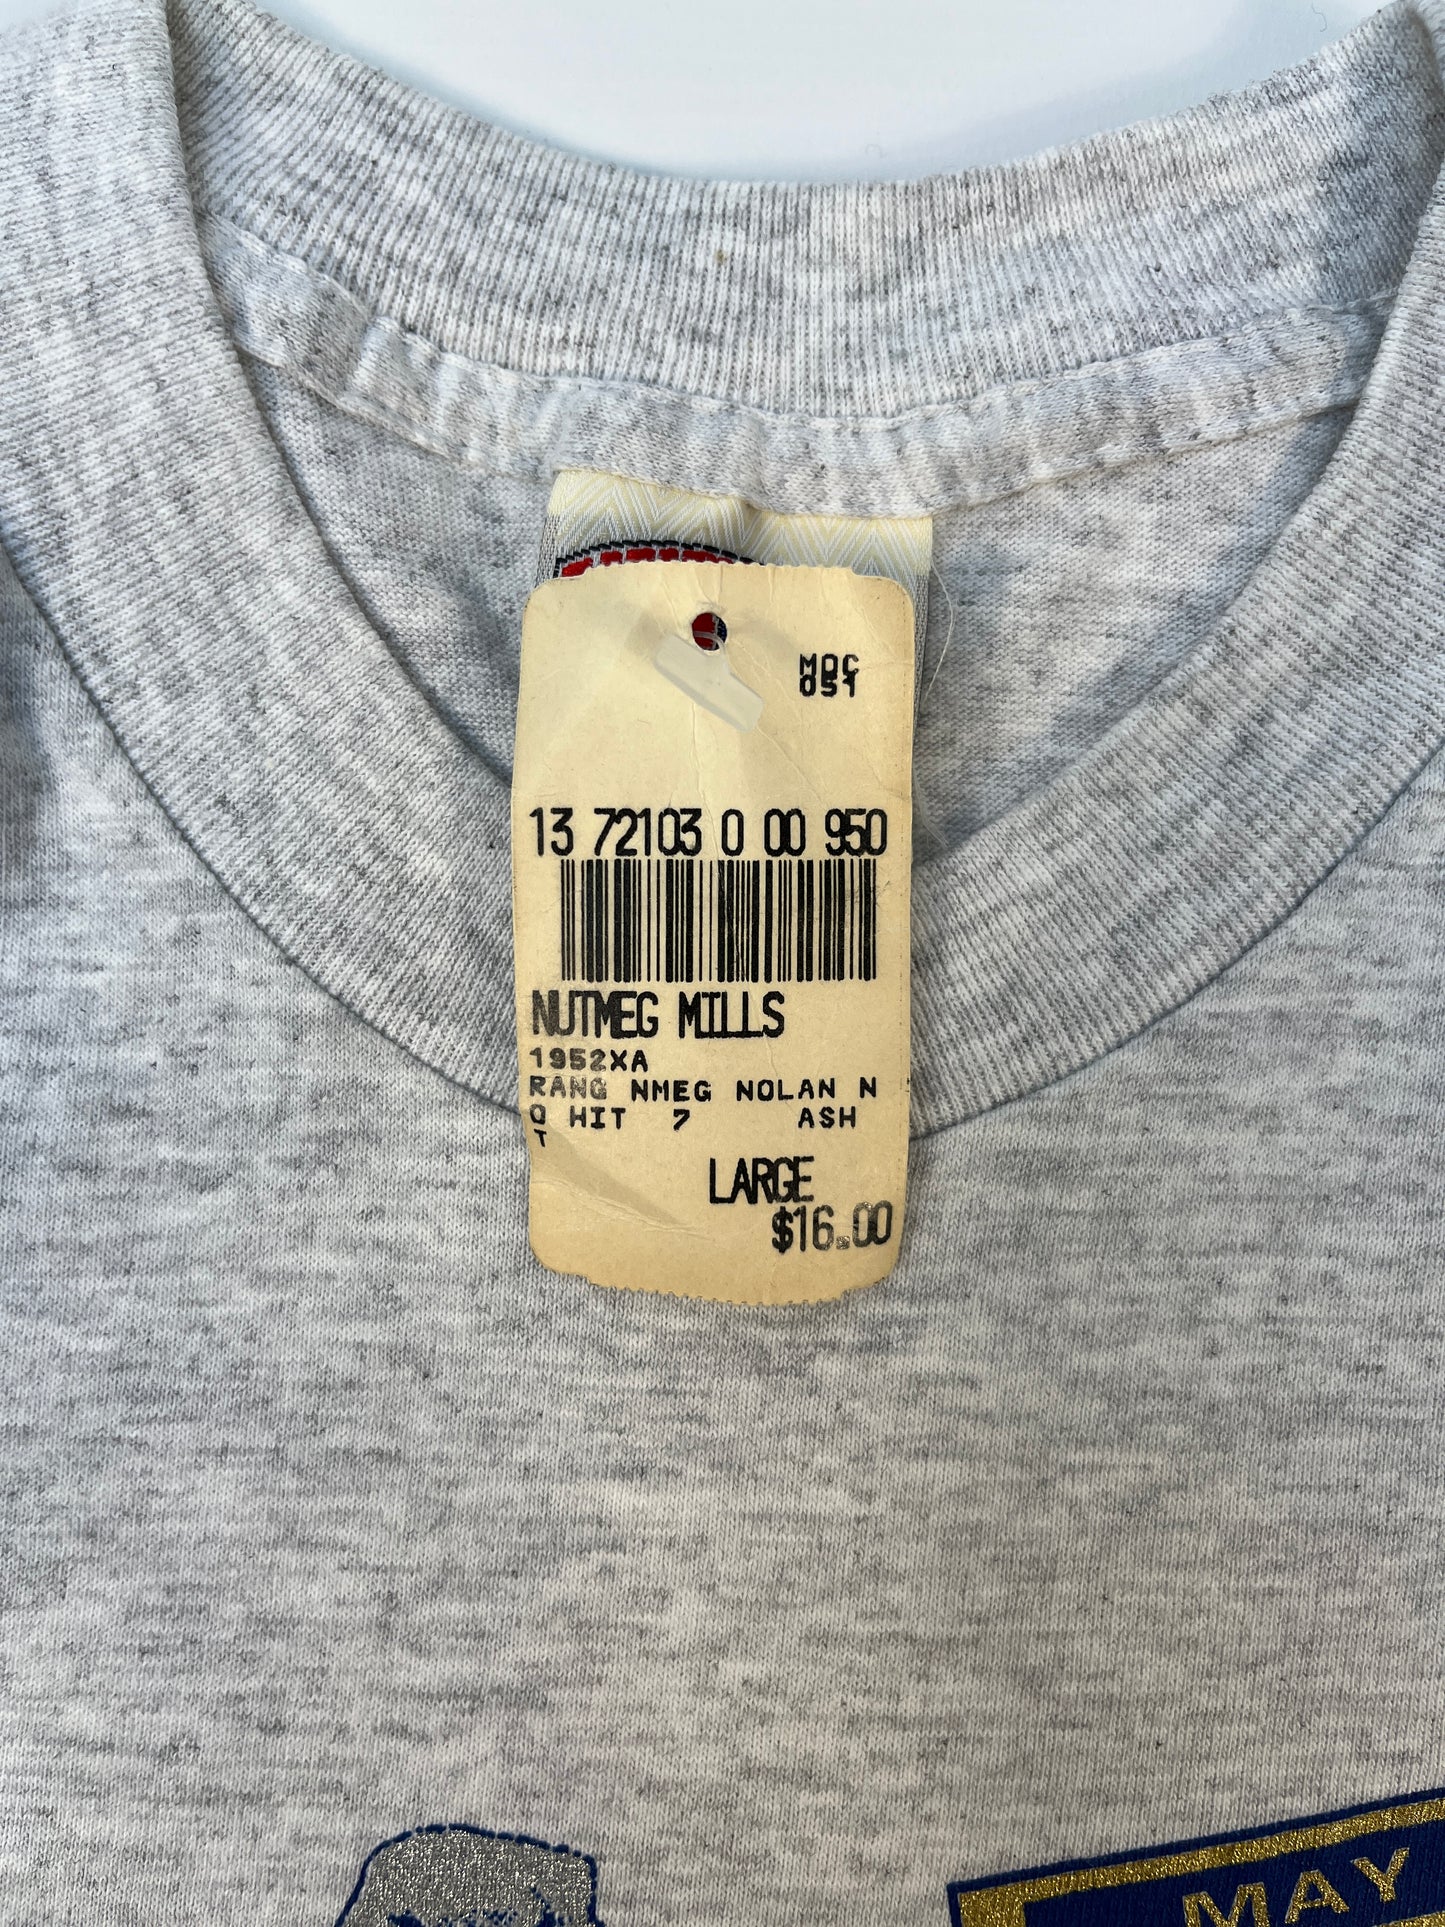 MDC
051
13 72103 0 00 950
NUTMEG MILLS
1952XA
RANG NMEG NOLAN N
O HIT 7 ASH
T
LARGE
$16.00
MAY